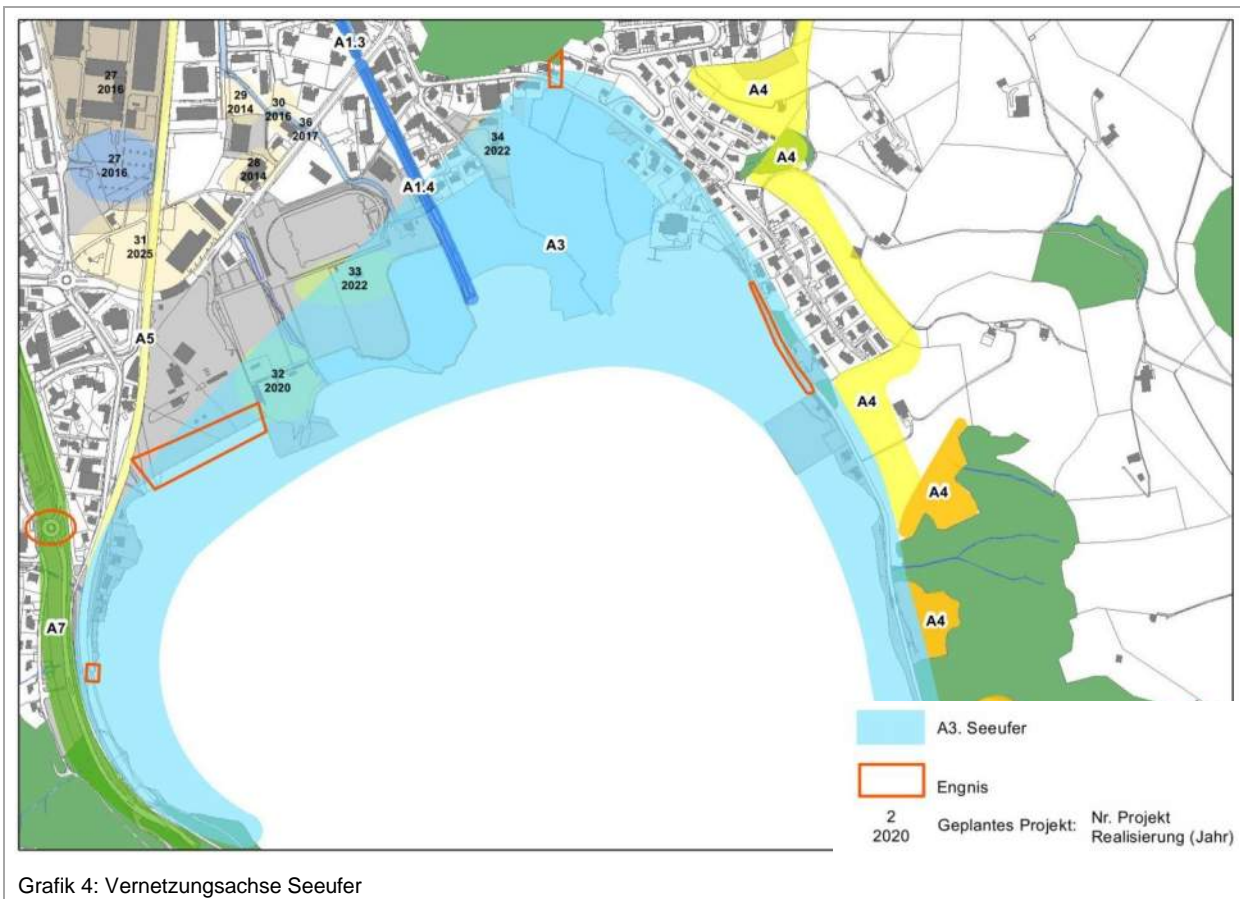 A1.3
27
2016
29
2014
30
2016
36
2017
A4
34
2022
27
2016
28
2014
A4
A1.4
31
2025
A3
33
2022
A5
32
2020
A4
A4
A7
A4
A3. Seeufer
Engnis
2
2020
Geplantes Projekt:
Nr. Projekt
Realisierung (Jahr)
Grafik 4: Vernetzungsachse Seeufer